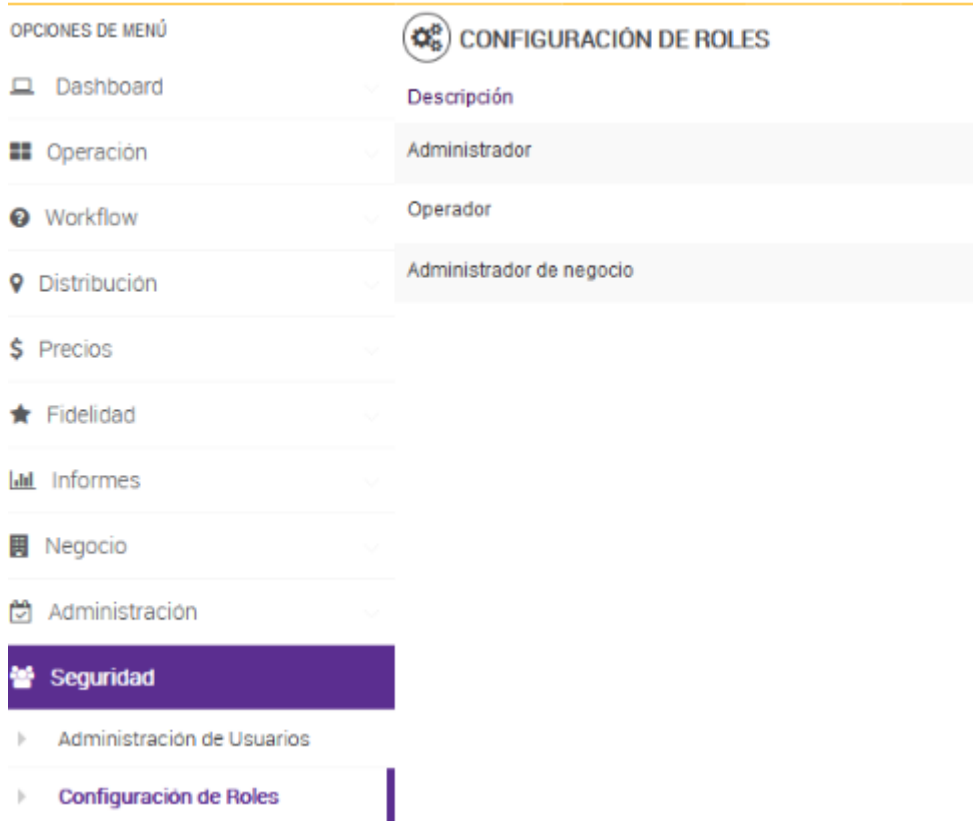 OPCIONES DE MENÚ
Dashboard
Operación
Workflow
Distribución
$ Precios
Fidelidad
Informes
Negocio
Administración
Seguridad
Administración de Usuarios
Configuración de Roles
CONFIGURACIÓN DE ROLES
Descripción
Administrador
Operador
Administrador de negocio